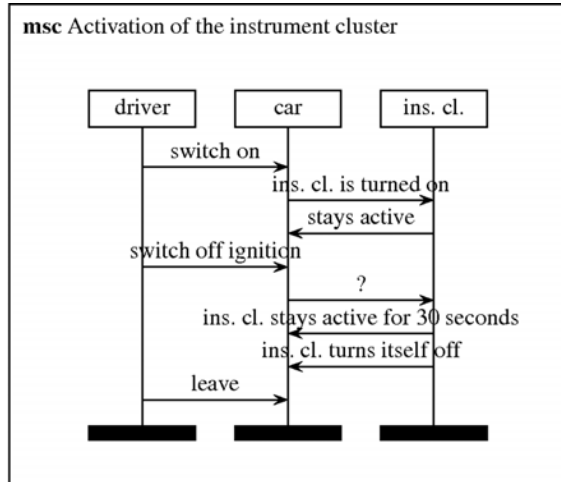 msc Activation of the instrument cluster
driver car ins. cl.
switch on
ins. cl. is turned on
stays active
switch off ignition
?
ins. cl. stays active for 30 seconds
ins. cl. turns itself off
leave